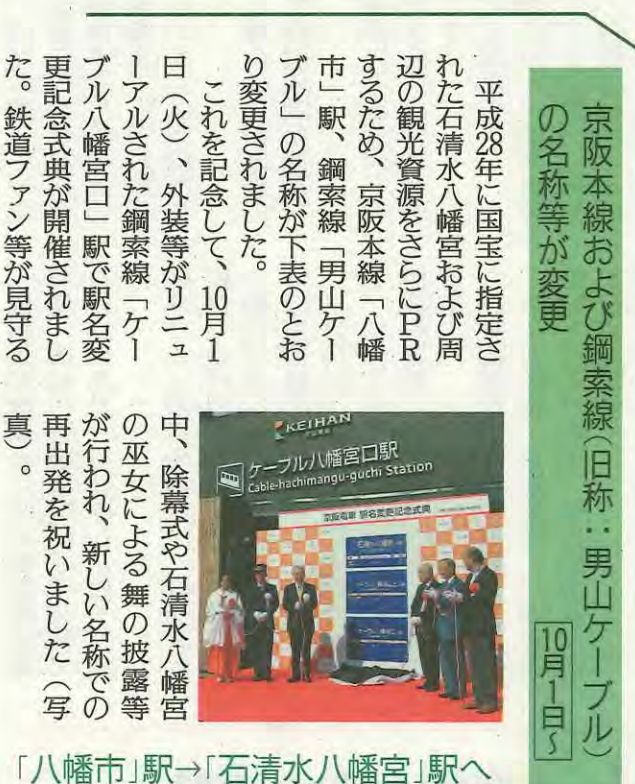 京阪本線および鋼索線（旧称：男山ケーブル）
の名称等が変更
10月1日～
平成28年に国宝に指定さ
れた石清水八幡宮および周
辺の観光資源をさらにPR
するため、京阪本線「八幡
市」駅、鋼索線「男山ケー
ブル」の名称が下表のとお
り変更されました。
これを記念して、10月1
日（火）、外装等がリニュ
ーアルされた鋼索線「ケー
ブル八幡宮口」駅で駅名変
更記念式典が開催されまし
た。鉄道ファン等が見守る
KEIHAN
ケーブル八幡宮口駅
Cable-hachimangu-guchi Station
京阪電車 駅名変更記念式典
中、除幕式や石清水八幡宮
の巫女による舞の披露等
が行われ、新しい名称での
再出発を祝いました（写
真）。
「八幡市」駅→「石清水八幡宮」駅へ